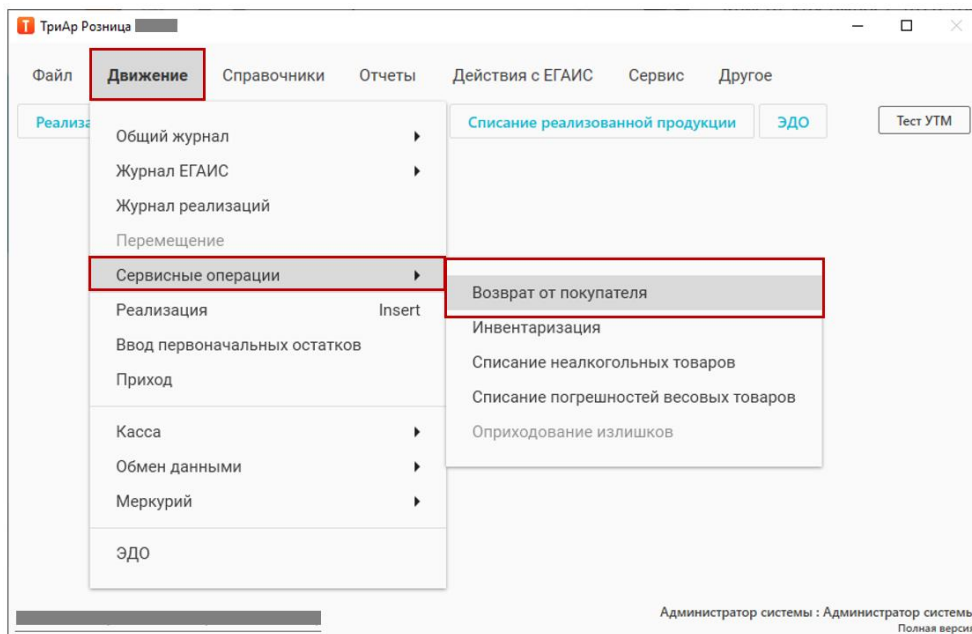 ТриАр Розница
Файл Движение Справочники Отчеты Действия с ЕГАИС Сервис Другое
Реализа Списание реализованной продукции ЭДО Тест УТМ
Общий журнал
Журнал ЕГАИС
Журнал реализаций
Перемещение
Сервисные операции
Реализация Insert
Ввод первоначальных остатков
Приход
Касса
Обмен данными
Меркурий
ЭДО
Возврат от покупателя
Инвентаризация
Списание неалкогольных товаров
Списание погрешностей весовых товаров
Оприходование излишков
Администратор системы : Администратор системы
Полная версия